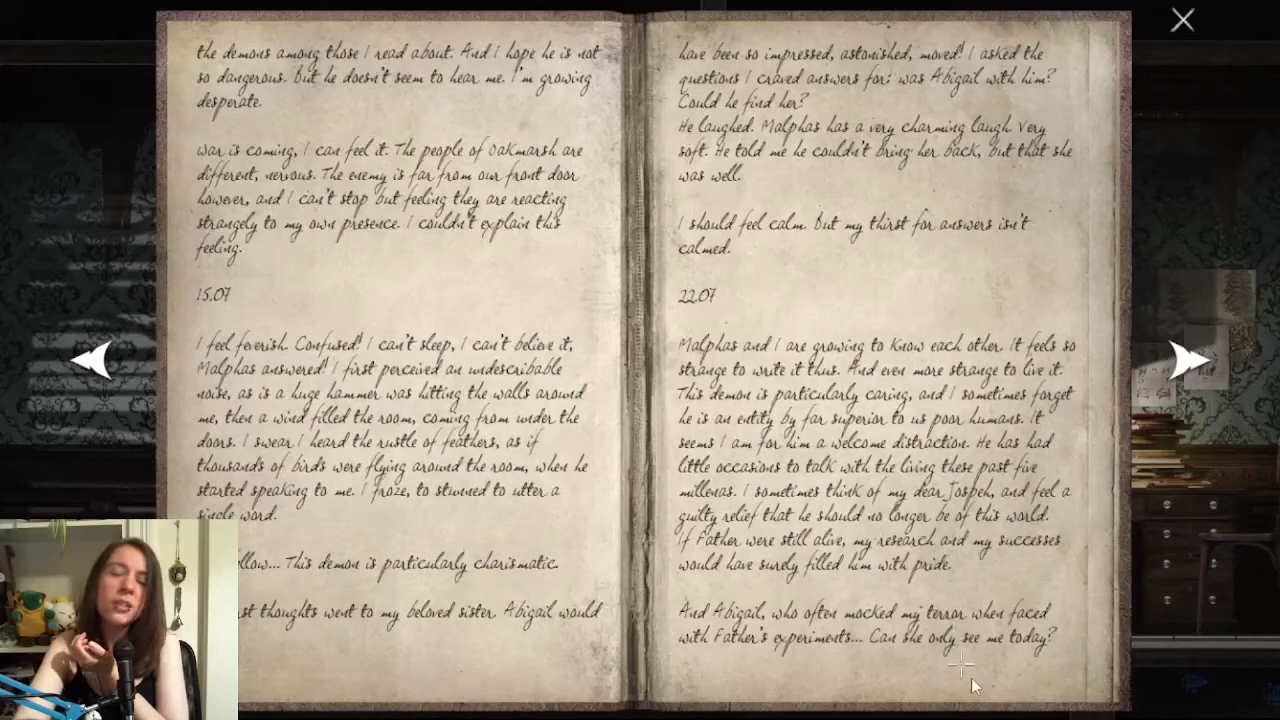 the demons among those I read about. And I hope he is not
so dangerous. But he doesn't seem to hear me. I'm growing
desperate.
War is coming, I can feel it. The people of Oakmarsh are
different, nervous. The enemy is far from our front door
however, and I can't stop but feeling they are reacting
strangely to my own presence. I couldn't explain this
feeling.
15.07
I feel feverish. Confused! I can't sleep, I can't believe it,
Malphas answered! I first perceived an undescribable
noise, as is a huge hammer was hitting the walls around
me, then a wind filled the room, coming from under the
doors. I swear I heard the rustle of feathers, as if
thousands of birds were flying around the room, when he
started speaking to me. I froze, to stunned to utter a
single word.
llow... This demon is particularly charismatic.
st thoughts went to my beloved sister. Abigail would
have been so impressed, astonished, moved! I asked the
questions I craved answers for: was Abigail with him?
Could he find her?
He laughed. Malphas has a very charming laugh. Very
soft. He told me he couldn't bring her back, but that she
was well.
I should feel calm. But my thirst for answers isn't
calmed.
22.07
Malphas and I are growing to know each other. It feels so
strange to write it thus. And even more strange to live it.
This demon is particularly caring, and I sometimes forget
he is an entity by far superior to us poor humans. It
seems I am for him a welcome distraction. He has had
little occasions to talk with the living these past five
millenas. I sometimes think of my dear Jospeh, and feel a
guilty relief that he should no longer be of this world.
If Father were still alive, my research and my successes
would have surely filled him with pride.
And Abigail, who often mocked my terror when faced
with Father's experiments... Can she only see me today?